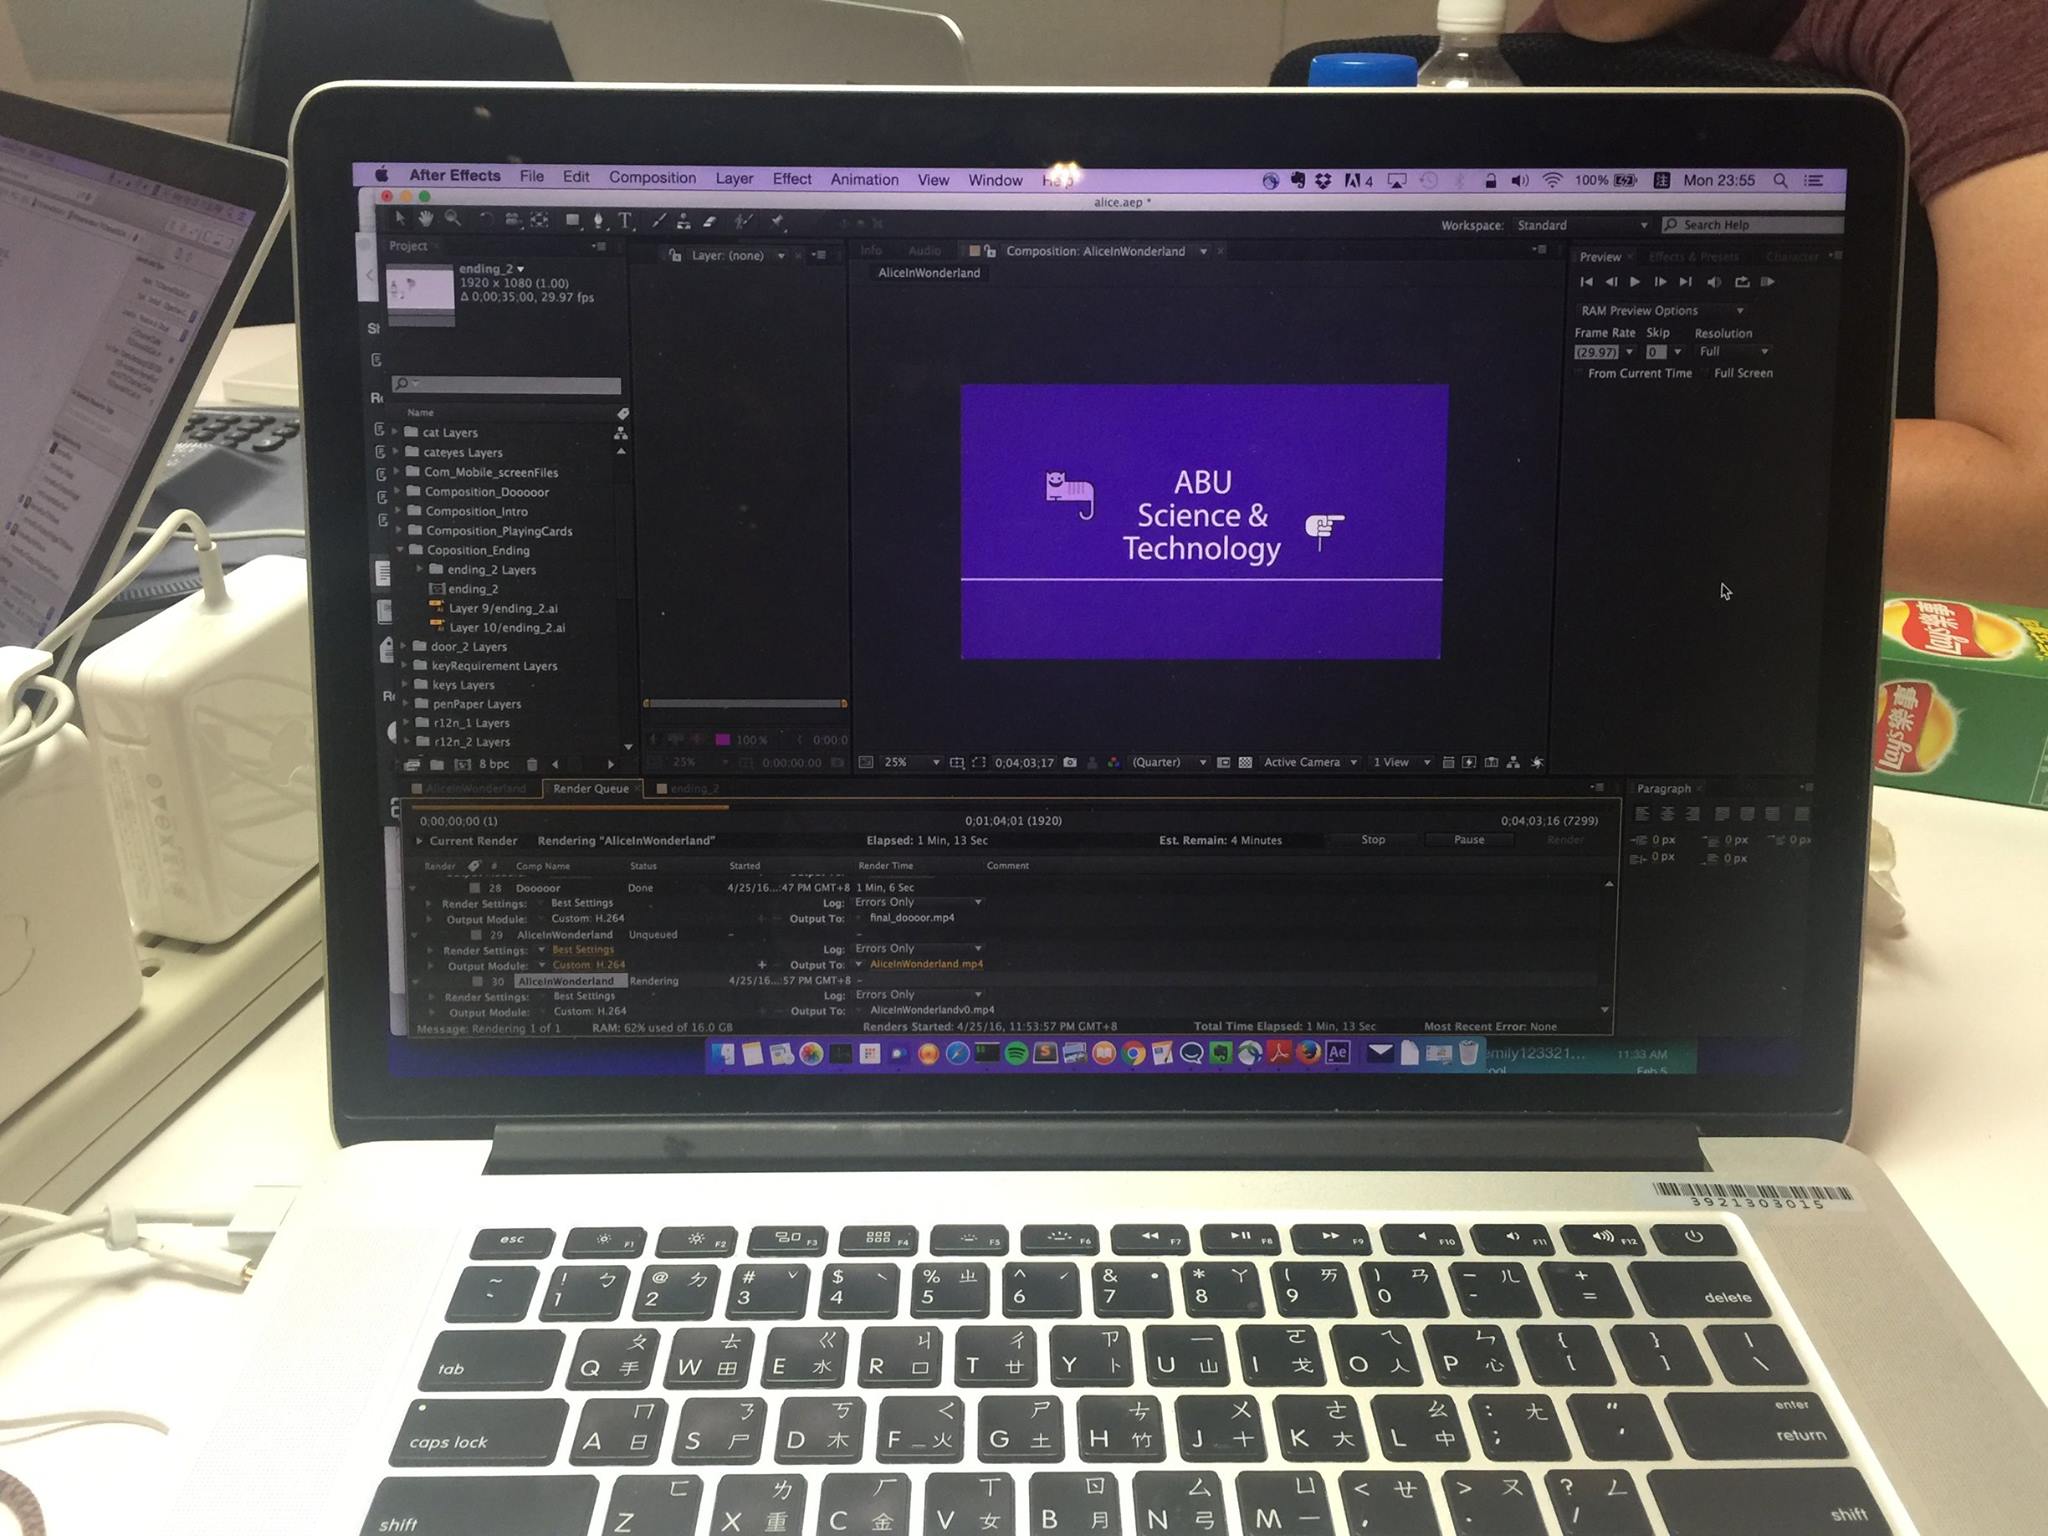 After Effects File Edit Composition Layer Effect Animation View Window Help 4 100% 注 Mon 23:55
alice.aep *
Workspace: Standard Search Help
Project
ending_2
1920 x 1080 (1.00)
Δ 0;00;35;00, 29.97 fps
Name
cat Layers
cateyes Layers
Com_Mobile_screenFiles
Composition_Dooooor
Composition_Intro
Composition_PlayingCards
Coposition_Ending
ending_2 Layers
ending_2
Layer 9/ending_2.ai
Layer 10/ending_2.ai
door_2 Layers
keyRequirement Layers
keys Layers
penPaper Layers
r12n_1 Layers
r12n_2 Layers
8 bpc
Layer: (none)
100% 0:00:0
25% 0:00:00:00
Info Audio Composition: AliceInWonderland
AliceInWonderland
ABU
Science &
Technology
25% 0;04;03;17 (Quarter) Active Camera 1 View
Preview Effects & Presets Character
RAM Preview Options
Frame Rate Skip Resolution
(29.97) 0 Full
From Current Time Full Screen
AliceInWonderland Render Queue ending_2
0;00;00;00 (1) 0;01;04;01 (1920) 0;04;03;16 (7299)
Current Render Rendering "AliceInWonderland" Elapsed: 1 Min, 13 Sec Est. Remain: 4 Minutes Stop Pause Render
Render # Comp Name Status Started Render Time Comment
28 Dooooor Done 4/25/16...:47 PM GMT+8 1 Min, 6 Sec
Render Settings: Best Settings Log: Errors Only
Output Module: Custom: H.264 Output To: final_doooor.mp4
29 AliceInWonderland Unqueued - -
Render Settings: Best Settings Log: Errors Only
Output Module: Custom: H.264 + Output To: AliceInWonderland.mp4
30 AliceInWonderland Rendering 4/25/16...:57 PM GMT+8 -
Render Settings: Best Settings Log: Errors Only
Output Module: Custom: H.264 Output To: AliceInWonderlandv0.mp4
Message: Rendering 1 of 1 RAM: 62% used of 16.0 GB Renders Started: 4/25/16, 11:53:57 PM GMT+8 Total Time Elapsed: 1 Min, 13 Sec Most Recent Error: None
Paragraph
0 px 0 px 0 px
0 px 0 px
Ae emily123321... 11:33 AM
Feb 5
Lay's樂事
Lay's樂事
3921303015
esc F1 F2 F3 F4 F5 F6 F7 F8 F9 F10 F11 F12
~ ! ㄅ @ ㄉ # ˇ $ ˋ % ㄓ ^ ˊ & ˙ * ㄚ ( ㄞ ) ㄢ – ㄦ +
` 1 2 3 4 5 6 7 8 9 0 - = delete
ㄆ ㄊ ㄍ ㄐ ㄔ ㄗ ㄧ ㄛ ㄟ ㄣ { } |
tab Q 手 W 田 E 水 R 口 T 廿 Y 卜 U 山 I 戈 O 人 P 心 [ ] \
ㄇ ㄋ ㄎ ㄑ ㄕ ㄘ ㄨ ㄜ ㄠ : ㄤ " enter
caps lock A 日 S 尸 D 木 F 火 G 土 H 竹 J 十 K 大 L 中 ; ' return
ㄈ ㄌ ㄏ ㄒ ㄖ ㄙ ㄩ < ㄝ > ㄡ ? ㄥ
shift Z X 重 C 金 V 女 B 月 N 弓 M 一 , . / shift